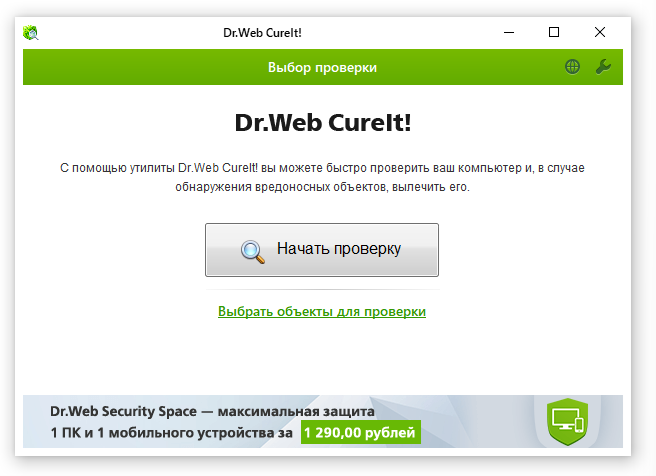 Dr.Web CureIt!
Выбор проверки
Dr.Web CureIt!
С помощью утилиты Dr.Web CureIt! вы можете быстро проверить ваш компьютер и, в случае
обнаружения вредоносных объектов, вылечить его.
Начать проверку
Выбрать объекты для проверки
Dr.Web Security Space — максимальная защита
1 ПК и 1 мобильного устройства за 1 290,00 рублей